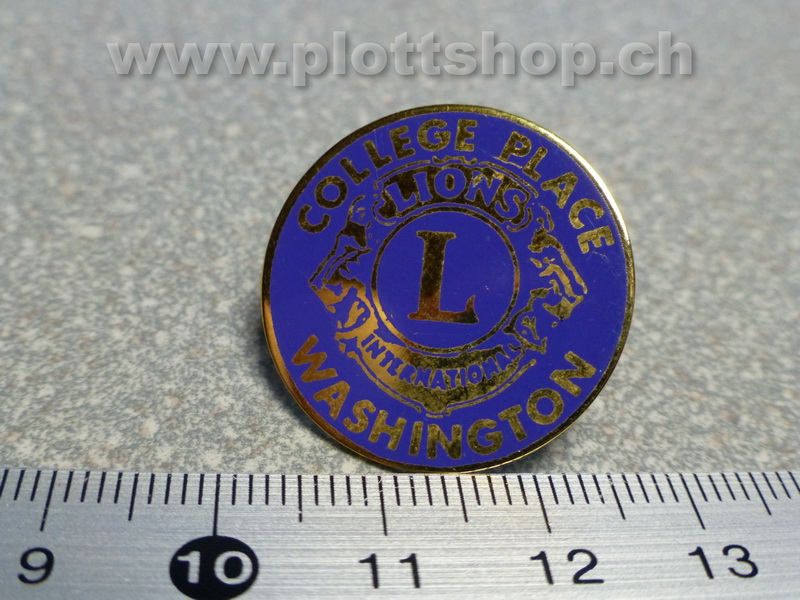 www.plottshop.ch
COLLEGE PLACE
LIONS
L
INTERNATIONAL
WASHINGTON
9 10 11 12 13